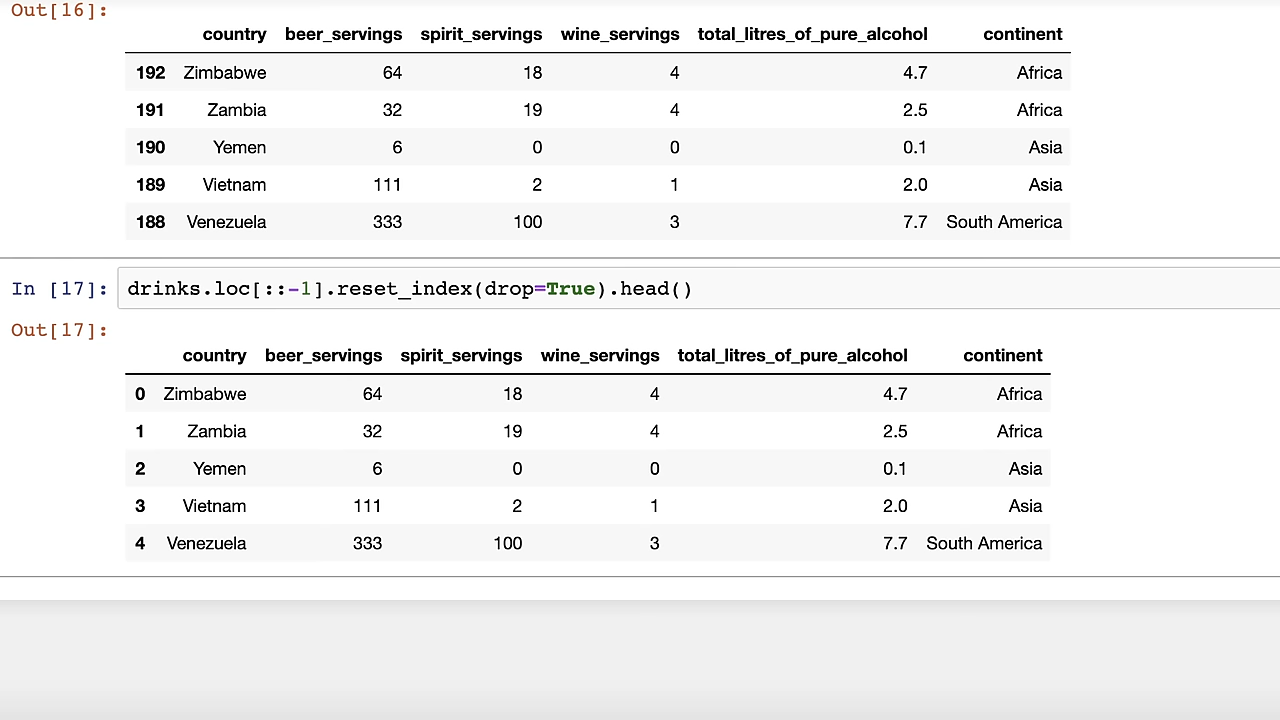 Out[16]:
country beer_servings spirit_servings wine_servings total_litres_of_pure_alcohol continent
192 Zimbabwe 64 18 4 4.7 Africa
191 Zambia 32 19 4 2.5 Africa
190 Yemen 6 0 0 0.1 Asia
189 Vietnam 111 2 1 2.0 Asia
188 Venezuela 333 100 3 7.7 South America
In [17]: drinks.loc[::-1].reset_index(drop=True).head()
Out[17]:
country beer_servings spirit_servings wine_servings total_litres_of_pure_alcohol continent
0 Zimbabwe 64 18 4 4.7 Africa
1 Zambia 32 19 4 2.5 Africa
2 Yemen 6 0 0 0.1 Asia
3 Vietnam 111 2 1 2.0 Asia
4 Venezuela 333 100 3 7.7 South America